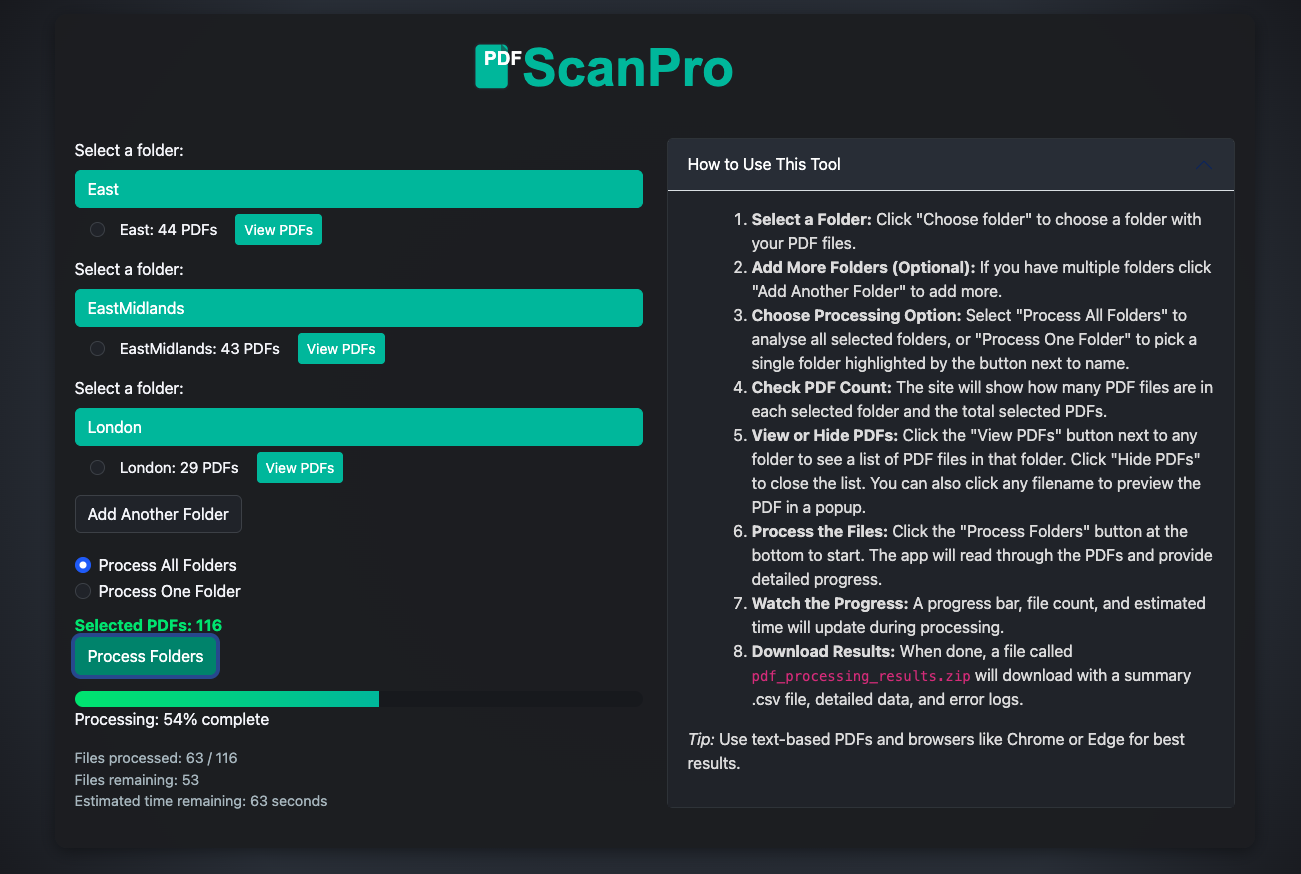 PDF ScanPro
Select a folder:
East
East: 44 PDFs View PDFs
Select a folder:
EastMidlands
EastMidlands: 43 PDFs View PDFs
Select a folder:
London
London: 29 PDFs View PDFs
Add Another Folder
Process All Folders
Process One Folder
Selected PDFs: 116
Process Folders
Processing: 54% complete
Files processed: 63 / 116
Files remaining: 53
Estimated time remaining: 63 seconds
How to Use This Tool
1. Select a Folder: Click "Choose folder" to choose a folder with
your PDF files.
2. Add More Folders (Optional): If you have multiple folders click
"Add Another Folder" to add more.
3. Choose Processing Option: Select "Process All Folders" to
analyse all selected folders, or "Process One Folder" to pick a
single folder highlighted by the button next to name.
4. Check PDF Count: The site will show how many PDF files are in
each selected folder and the total selected PDFs.
5. View or Hide PDFs: Click the "View PDFs" button next to any
folder to see a list of PDF files in that folder. Click "Hide PDFs"
to close the list. You can also click any filename to preview the
PDF in a popup.
6. Process the Files: Click the "Process Folders" button at the
bottom to start. The app will read through the PDFs and provide
detailed progress.
7. Watch the Progress: A progress bar, file count, and estimated
time will update during processing.
8. Download Results: When done, a file called
pdf_processing_results.zip will download with a summary
.csv file, detailed data, and error logs.
Tip: Use text-based PDFs and browsers like Chrome or Edge for best
results.